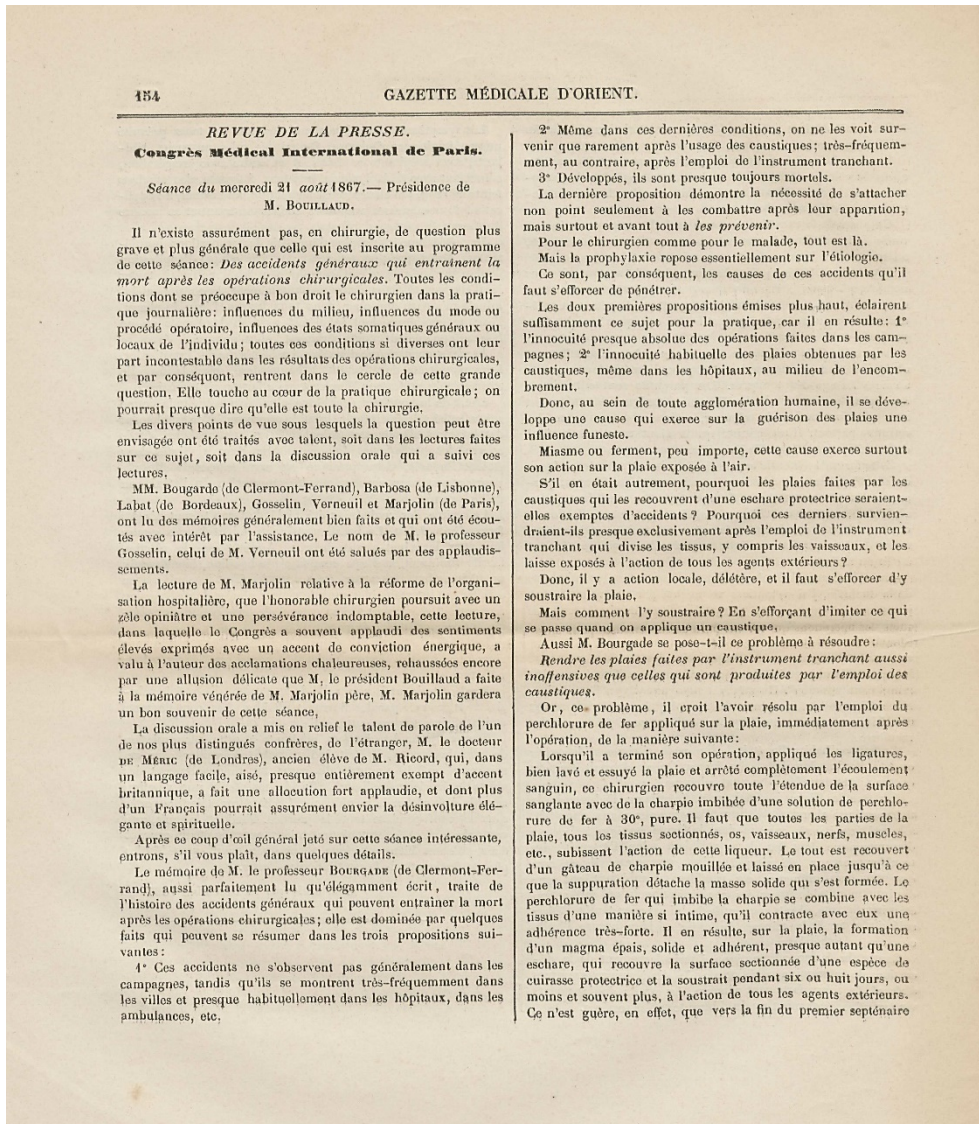 154
GAZETTE MÉDICALE D'ORIENT.
REVUE DE LA PRESSE.
Congrès Médical International de Paris.
Séance du mercredi 21 août 1867.— Présidence de
M. BOUILLAUD.
Il n'existe assurément pas, en chirurgie, de question plus
grave et plus générale que celle qui est inscrite au programme
de cette séance: Des accidents généraux qui entraînent la
mort après les opérations chirurgicales. Toutes les condi-
tions dont se préoccupe à bon droit le chirurgien dans la prati-
que journalière: influences du milieu, influences du mode ou
procédé opératoire, influences des états somatiques généraux ou
locaux de l'individu; toutes ces conditions si diverses ont leur
part incontestable dans les résultats des opérations chirurgicales,
et par conséquent, rentrent dans le cercle de cette grande
question. Elle touche au cœur de la pratique chirurgicale; on
pourrait presque dire qu'elle est toute la chirurgie.
Les divers points de vue sous lesquels la question peut être
envisagée ont été traités avec talent, soit dans les lectures faites
sur ce sujet, soit dans la discussion orale qui a suivi ces
lectures.
MM. Bougarde (de Clermont-Ferrand), Barbosa (de Lisbonne),
Labat (de Bordeaux), Gosselin, Verneuil et Marjolin (de Paris),
ont lu des mémoires généralement bien faits et qui ont été écou-
tés avec intérêt par l'assistance. Le nom de M. le professeur
Gosselin, celui de M. Verneuil ont été salués par des applaudis-
sements.
La lecture de M. Marjolin relative à la réforme de l'organi-
sation hospitalière, que l'honorable chirurgien poursuit avec un
zèle opiniâtre et une persévérance indomptable, cette lecture,
dans laquelle le Congrès a souvent applaudi des sentiments
élevés exprimés avec un accent de conviction énergique, a
valu à l'auteur des acclamations chaleureuses, rehaussées encore
par une allusion délicate que M. le président Bouillaud a faite
à la mémoire vénérée de M. Marjolin père, M. Marjolin gardera
un bon souvenir de cette séance,
La discussion orale a mis en relief le talent de parole de l'un
de nos plus distingués confrères, de l'étranger, M. le docteur
DE MÉRIC (de Londres), ancien élève de M. Ricord, qui, dans
un langage facile, aisé, presque entièrement exempt d'accent
britannique, a fait une allocution fort applaudie, et dont plus
d'un Français pourrait assurément envier la désinvolture élé-
gante et spirituelle.
Après ce coup d'œil général jeté sur cette séance intéressante,
entrons, s'il vous plaît, dans quelques détails.
Le mémoire de M. le professeur BOURGADE (de Clermont-Fer-
rand), aussi parfaitement lu qu'élégamment écrit, traite de
l'histoire des accidents généraux qui peuvent entrainer la mort
après les opérations chirurgicales; elle est dominée par quelques
faits qui peuvent se résumer dans les trois propositions sui-
vantes:
1° Ces accidents ne s'observent pas généralement dans les
campagnes, tandis qu'ils se montrent très-fréquemment dans
les villes et presque habituellement dans les hôpitaux, dans les
ambulances, etc.
2° Même dans ces dernières conditions, on ne les voit sur-
venir que rarement après l'usage des caustiques; très-fréquem-
ment, au contraire, après l'emploi de l'instrument tranchant.
3° Développés, ils sont presque toujours mortels.
La dernière proposition démontre la nécessité de s'attacher
non point seulement à les combattre après leur apparition,
mais surtout et avant tout à les prévenir.
Pour le chirurgien comme pour le malade, tout est là.
Mais la prophylaxie repose essentiellement sur l'étiologie.
Ce sont, par conséquent, les causes de ces accidents qu'il
faut s'efforcer de pénétrer.
Les deux premières propositions émises plus haut, éclairent
suffisamment ce sujet pour la pratique, car il en résulte: 1°
l'innocuité presque absolue des opérations faites dans les cam-
pagnes; 2° l'innocuité habituelle des plaies obtenues par les
caustiques, même dans les hôpitaux, au milieu de l'encom-
brement.
Donc, au sein de toute agglomération humaine, il se déve-
loppe une cause qui exerce sur la guérison des plaies une
influence funeste.
Miasme ou ferment, peu importe, cette cause exerce surtout
son action sur la plaie exposée à l'air.
S'il en était autrement, pourquoi les plaies faites par les
caustiques qui les recouvrent d'une eschare protectrice seraient-
elles exemptes d'accidents? Pourquoi ces derniers survien-
draient-ils presque exclusivement après l'emploi de l'instrument
tranchant qui divise les tissus, y compris les vaisseaux, et les
laisse exposés à l'action de tous les agents extérieurs?
Donc, il y a action locale, délétère, et il faut s'efforcer d'y
soustraire la plaie.
Mais comment l'y soustraire? En s'efforçant d'imiter ce qui
se passe quand on applique un caustique.
Aussi M. Bourgade se pose-t-il ce problème à résoudre:
Rendre les plaies faites par l'instrument tranchant aussi
inoffensives que celles qui sont produites par l'emploi des
caustiques.
Or, ce problème, il croit l'avoir résolu par l'emploi du
perchlorure de fer appliqué sur la plaie, immédiatement après
l'opération, de la manière suivante:
Lorsqu'il a terminé son opération, appliqué les ligatures,
bien lavé et essuyé la plaie et arrêté complètement l'écoulement
sanguin, ce chirurgien recouvre toute l'étendue de la surface
sanglante avec de la charpie imbibée d'une solution de perchlo-
rure de fer à 30°, pure. Il faut que toutes les parties de la
plaie, tous les tissus sectionnés, os, vaisseaux, nerfs, muscles,
etc., subissent l'action de cette liqueur. Le tout est recouvert
d'un gâteau de charpie mouillée et laissé en place jusqu'à ce
que la suppuration détache la masse solide qui s'est formée. Le
perchlorure de fer qui imbibe la charpie se combine avec les
tissus d'une manière si intime, qu'il contracte avec eux une
adhérence très-forte. Il en résulte, sur la plaie, la formation
d'un magma épais, solide et adhérent, presque autant qu'une
eschare, qui recouvre la surface sectionnée d'une espèce de
cuirasse protectrice et la soustrait pendant six ou huit jours, ou
moins et souvent plus, à l'action de tous les agents extérieurs.
Ce n'est guère, en effet, que vers la fin du premier septénaire